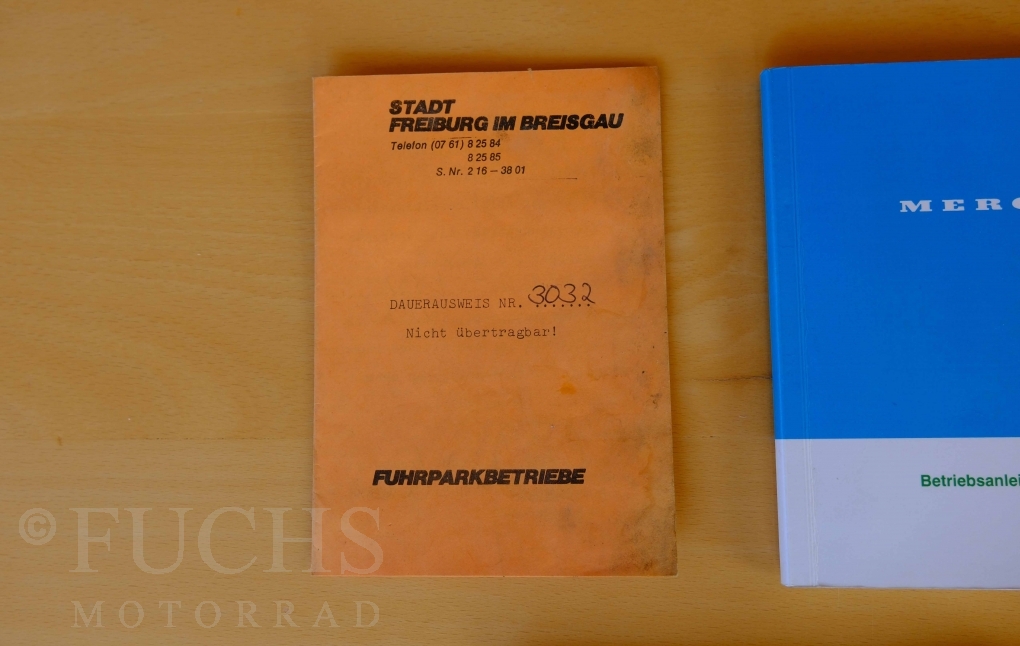 STADT
FREIBURG IM BREISGAU
Telefon (07 61) 8 25 84
8 25 85
S. Nr. 2 16 – 38 01
DAUERAUSWEIS NR. 3032
Nicht übertragbar!
FUHRPARKBETRIEBE
MERC
Betriebsanlei
© FUCHS
MOTORRAD